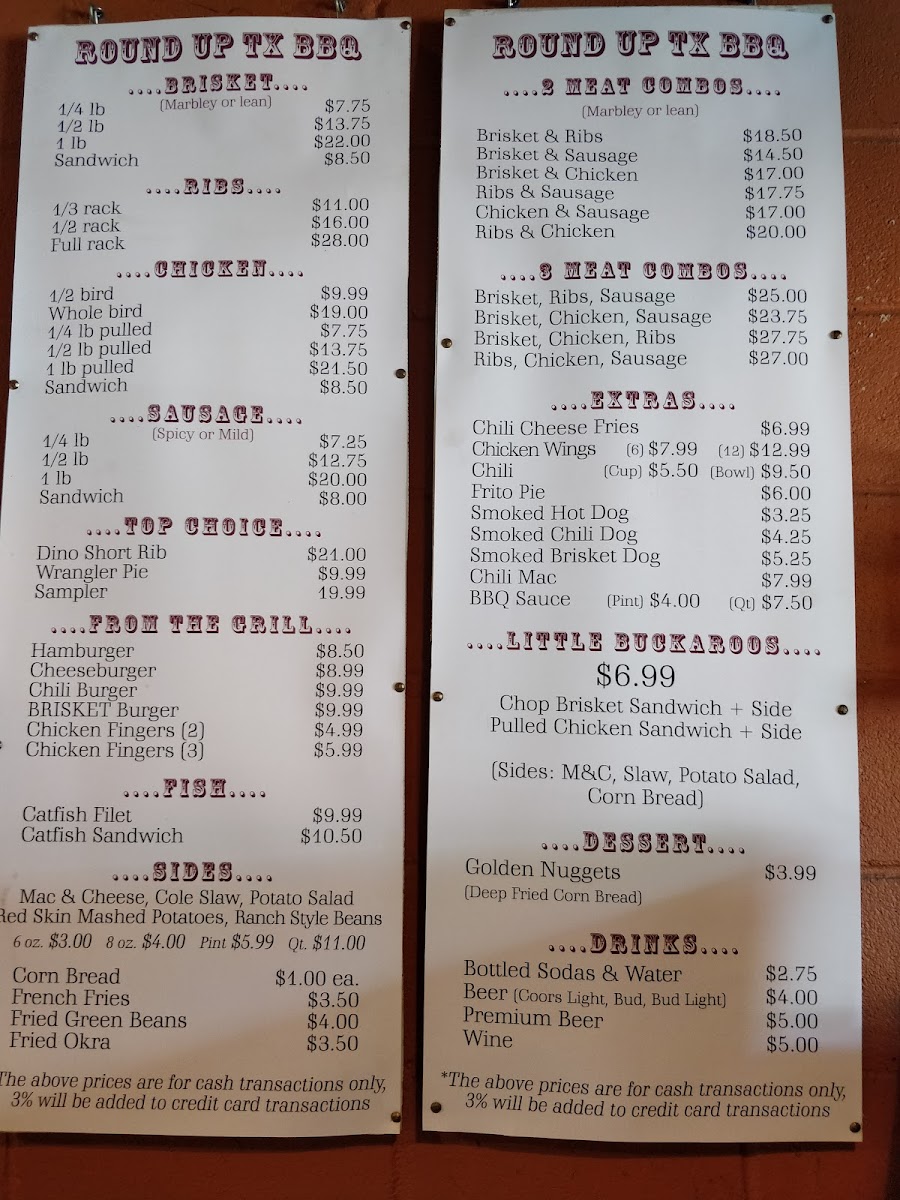 ROUND UP TX BBQ
....BRISKET....
(Marbley or lean)
1/4 lb $7.75
1/2 lb $13.75
1 lb $22.00
Sandwich $8.50
....RIBS....
1/3 rack $11.00
1/2 rack $16.00
Full rack $28.00
....CHICKEN....
1/2 bird $9.99
Whole bird $19.00
1/4 lb pulled $7.75
1/2 lb pulled $13.75
1 lb pulled $21.50
Sandwich $8.50
....SAUSAGE....
(Spicy or Mild)
1/4 lb $7.25
1/2 lb $12.75
1 lb $20.00
Sandwich $8.00
....TOP CHOICE....
Dino Short Rib $21.00
Wrangler Pie $9.99
Sampler 19.99
....FROM THE GRILL....
Hamburger $8.50
Cheeseburger $8.99
Chili Burger $9.99
BRISKET Burger $9.99
Chicken Fingers (2) $4.99
Chicken Fingers (3) $5.99
....FISH....
Catfish Filet $9.99
Catfish Sandwich $10.50
....SIDES....
Mac & Cheese, Cole Slaw, Potato Salad
Red Skin Mashed Potatoes, Ranch Style Beans
6 oz. $3.00 8 oz. $4.00 Pint $5.99 Qt. $11.00
Corn Bread $1.00 ea.
French Fries $3.50
Fried Green Beans $4.00
Fried Okra $3.50
The above prices are for cash transactions only,
3% will be added to credit card transactions
ROUND UP TX BBQ
....2 MEAT COMBOS....
(Marbley or lean)
Brisket & Ribs $18.50
Brisket & Sausage $14.50
Brisket & Chicken $17.00
Ribs & Sausage $17.75
Chicken & Sausage $17.00
Ribs & Chicken $20.00
....3 MEAT COMBOS....
Brisket, Ribs, Sausage $25.00
Brisket, Chicken, Sausage $23.75
Brisket, Chicken, Ribs $27.75
Ribs, Chicken, Sausage $27.00
....EXTRAS....
Chili Cheese Fries $6.99
Chicken Wings (6) $7.99 (12) $12.99
Chili (Cup) $5.50 (Bowl) $9.50
Frito Pie $6.00
Smoked Hot Dog $3.25
Smoked Chili Dog $4.25
Smoked Brisket Dog $5.25
Chili Mac $7.99
BBQ Sauce (Pint) $4.00 (Qt) $7.50
....LITTLE BUCKAROOS....
$6.99
Chop Brisket Sandwich + Side
Pulled Chicken Sandwich + Side
(Sides: M&C, Slaw, Potato Salad,
Corn Bread)
....DESSERT....
Golden Nuggets $3.99
(Deep Fried Corn Bread)
....DRINKS....
Bottled Sodas & Water $2.75
Beer (Coors Light, Bud, Bud Light) $4.00
Premium Beer $5.00
Wine $5.00
*The above prices are for cash transactions only,
3% will be added to credit card transactions